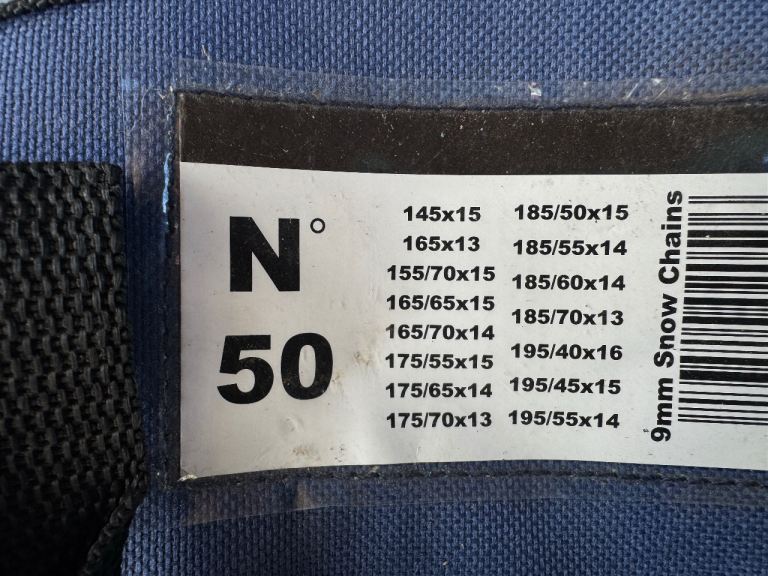 N°
50
145x15
165x13
155/70x15
165/65x15
165/70x14
175/55x15
175/65x14
175/70x13
185/50x15
185/55x14
185/60x14
185/70x13
195/40x16
195/45x15
195/55x14
9mm Snow Chains